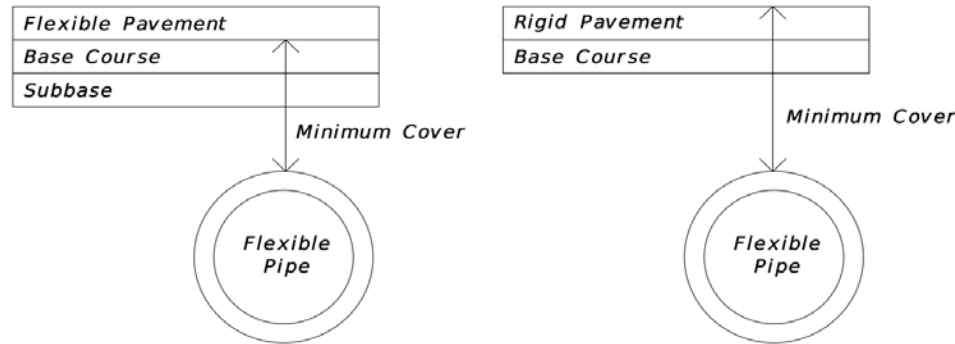 Flexible Pavement
Base Course
Subbase
Minimum Cover
Flexible
Pipe
Rigid Pavement
Base Course
Minimum Cover
Flexible
Pipe